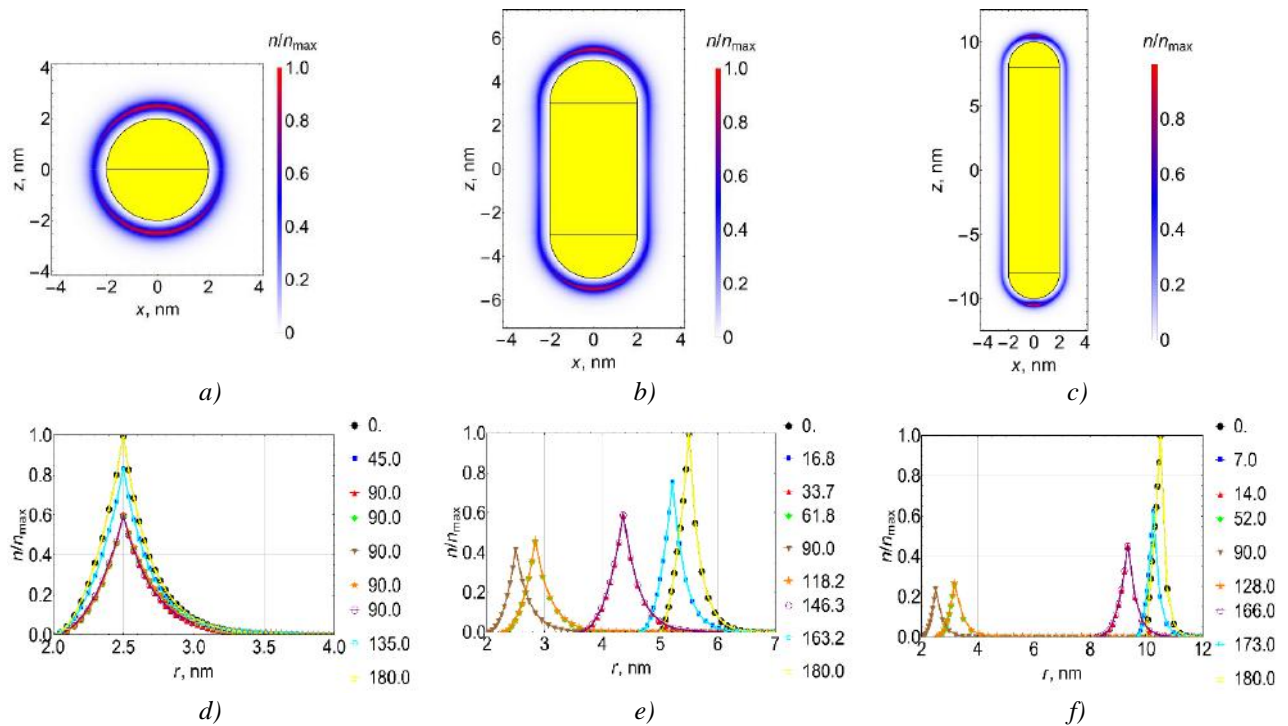 n/nmax
4
2
0
−2
−4
z, nm
−4 −2 0 2 4
x, nm
1.0
0.8
0.6
0.4
0.2
0
a)
n/nmax
6
4
2
0
−2
−4
−6
z, nm
−4 −2 0 2 4
x, nm
1.0
0.8
0.6
0.4
0.2
0
b)
n/nmax
10
5
0
−5
−10
z, nm
−4 −2 0 2 4
x, nm
0.8
0.6
0.4
0.2
0
c)
n/nmax
1.0
0.8
0.6
0.4
0.2
0.0
2.0 2.5 3.0 3.5 4.0
r, nm
0.
45.0
90.0
90.0
90.0
90.0
90.0
135.0
180.0
d)
n/nmax
1.0
0.8
0.6
0.4
0.2
0.0
2 3 4 5 6 7
r, nm
0.
16.8
33.7
61.8
90.0
118.2
146.3
163.2
180.0
e)
n/nmax
1.0
0.8
0.6
0.4
0.2
0.0
2 4 6 8 10 12
r, nm
0.
7.0
14.0
52.0
90.0
128.0
166.0
173.0
180.0
f)